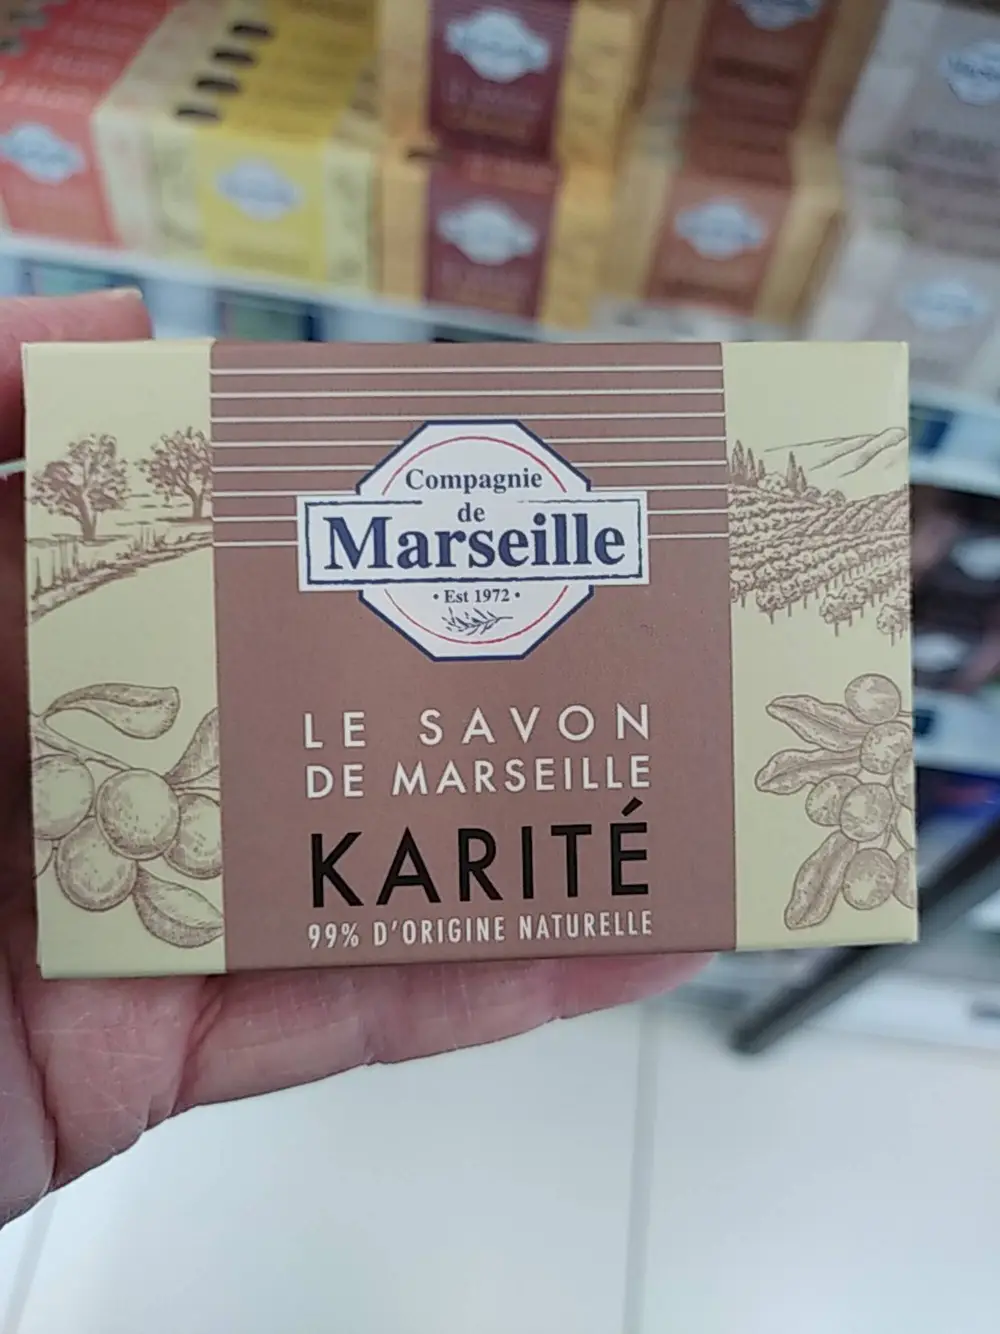 Compagnie
de
Marseille
• Est 1972 •
LE SAVON
DE MARSEILLE
KARITÉ
99% D'ORIGINE NATURELLE